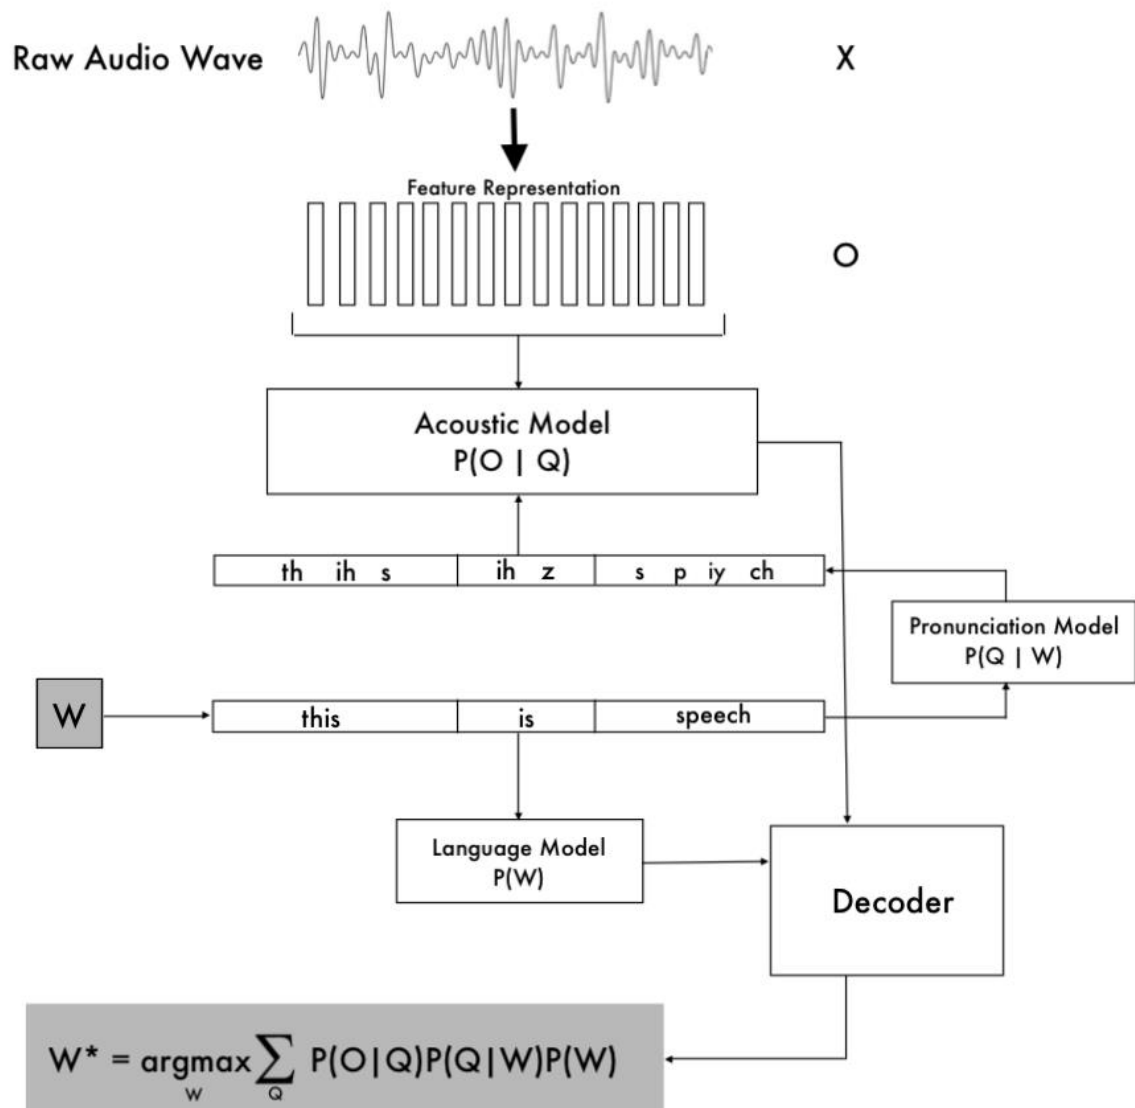 Raw Audio Wave X
Feature Representation
O
Acoustic Model
P(O | Q)
th ih s ih z s p iy ch
Pronunciation Model
P(Q | W)
W this is speech
Language Model
P(W)
Decoder
W* = argmax ∑ P(O|Q)P(Q|W)P(W)
W Q